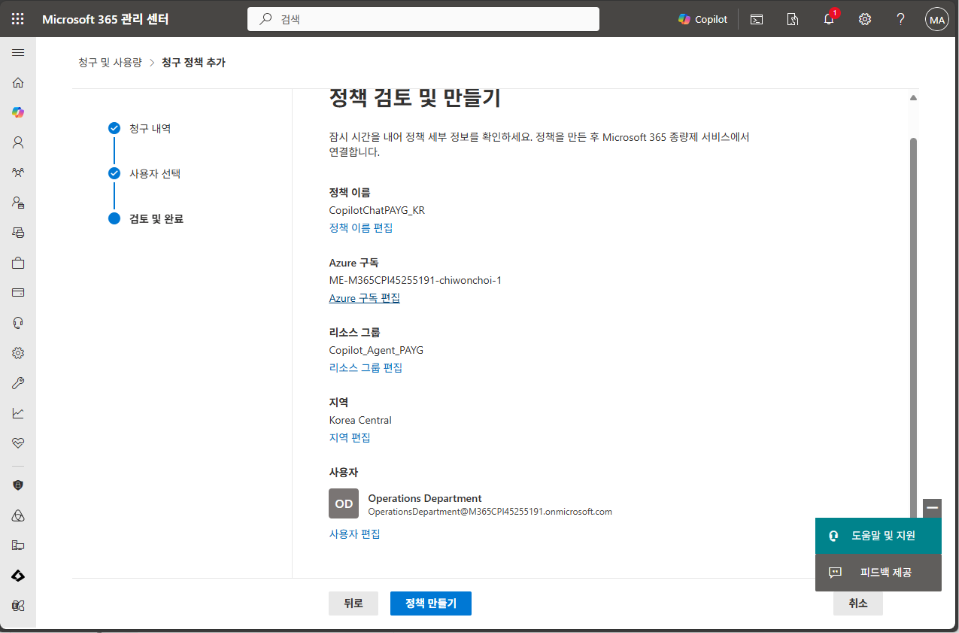 Microsoft 365 관리 센터
검색
Copilot
1
?
MA
청구 및 사용량 > 청구 정책 추가
청구 내역
사용자 선택
검토 및 완료
정책 검토 및 만들기
잠시 시간을 내어 정책 세부 정보를 확인하세요. 정책을 만든 후 Microsoft 365 종량제 서비스에서
연결합니다.
정책 이름
CopilotChatPAYG_KR
정책 이름 편집
Azure 구독
ME-M365CPI45255191-chiwonchoi-1
Azure 구독 편집
리소스 그룹
Copilot_Agent_PAYG
리소스 그룹 편집
지역
Korea Central
지역 편집
사용자
OD
Operations Department
OperationsDepartment@M365CPI45255191.onmicrosoft.com
사용자 편집
도움말 및 지원
피드백 제공
뒤로
정책 만들기
취소